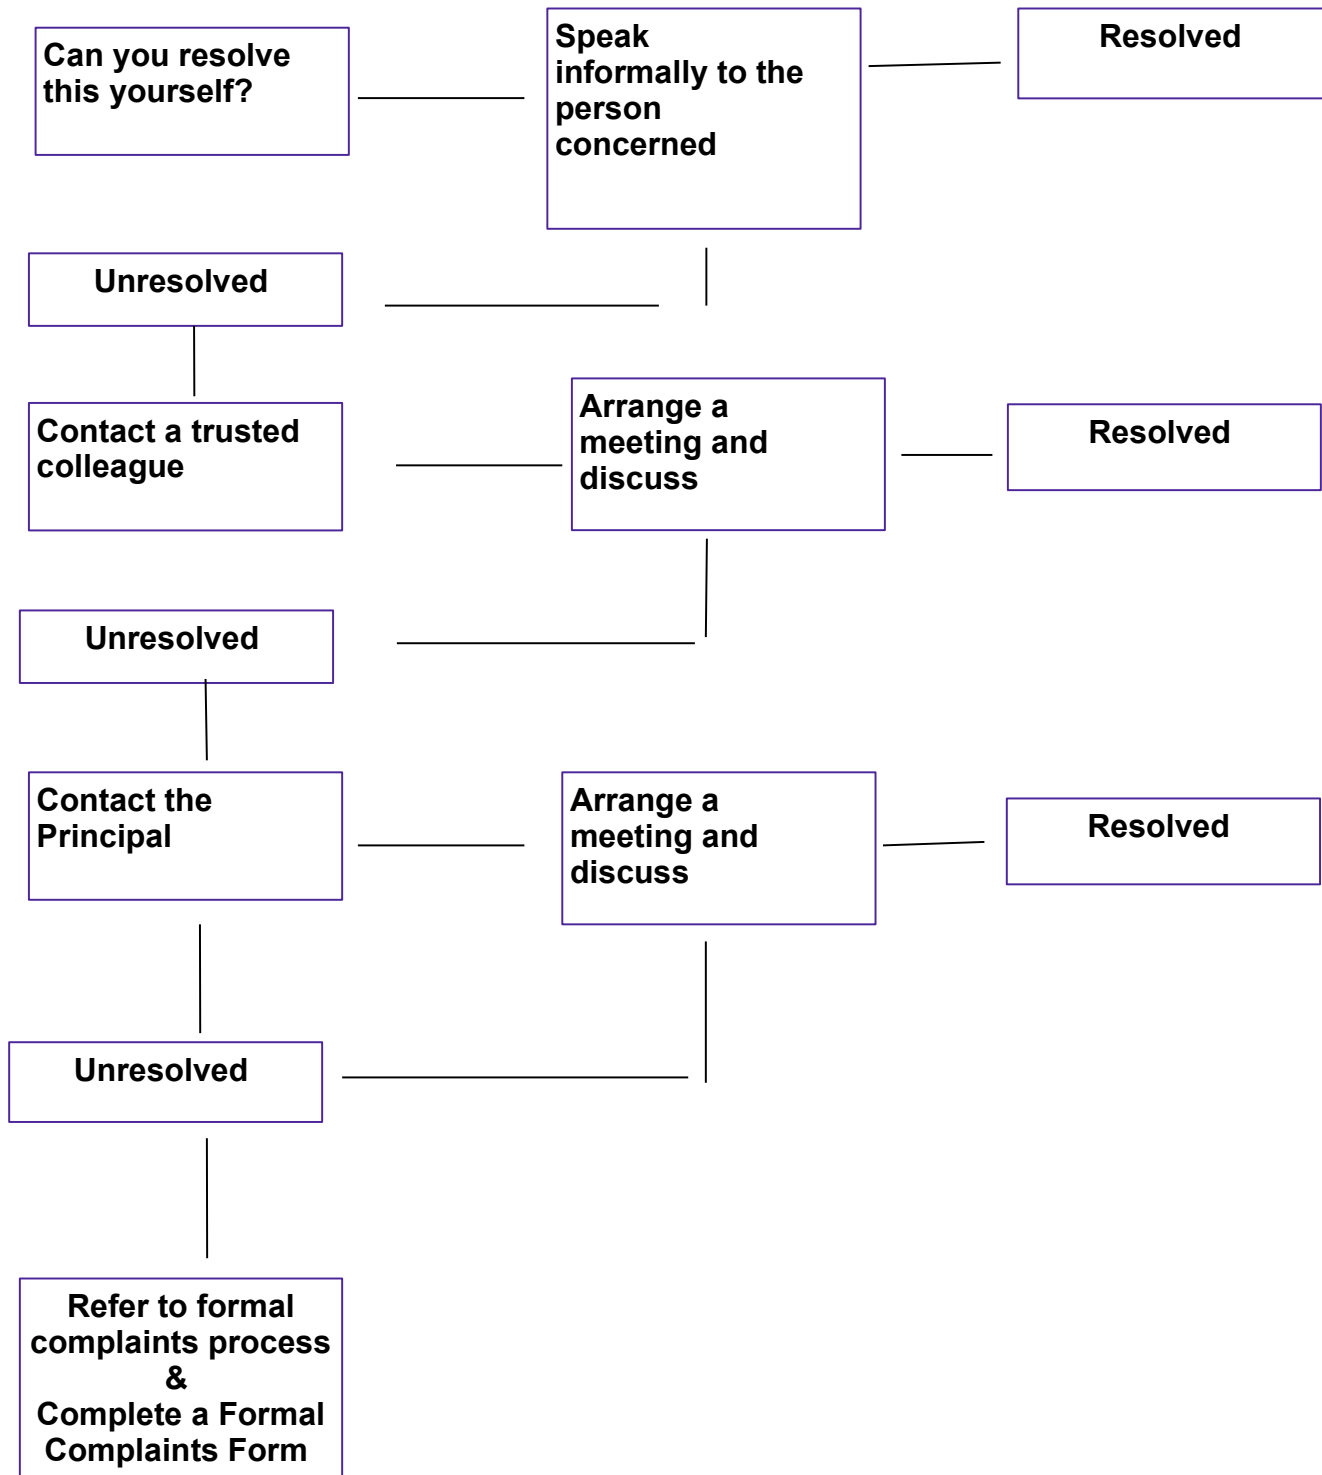 Can you resolve
this yourself?
Speak
informally to the
person
concerned
Resolved
Unresolved
Contact a trusted
colleague
Arrange a
meeting and
discuss
Resolved
Unresolved
Contact the
Principal
Arrange a
meeting and
discuss
Resolved
Unresolved
Refer to formal
complaints process
&
Complete a Formal
Complaints Form